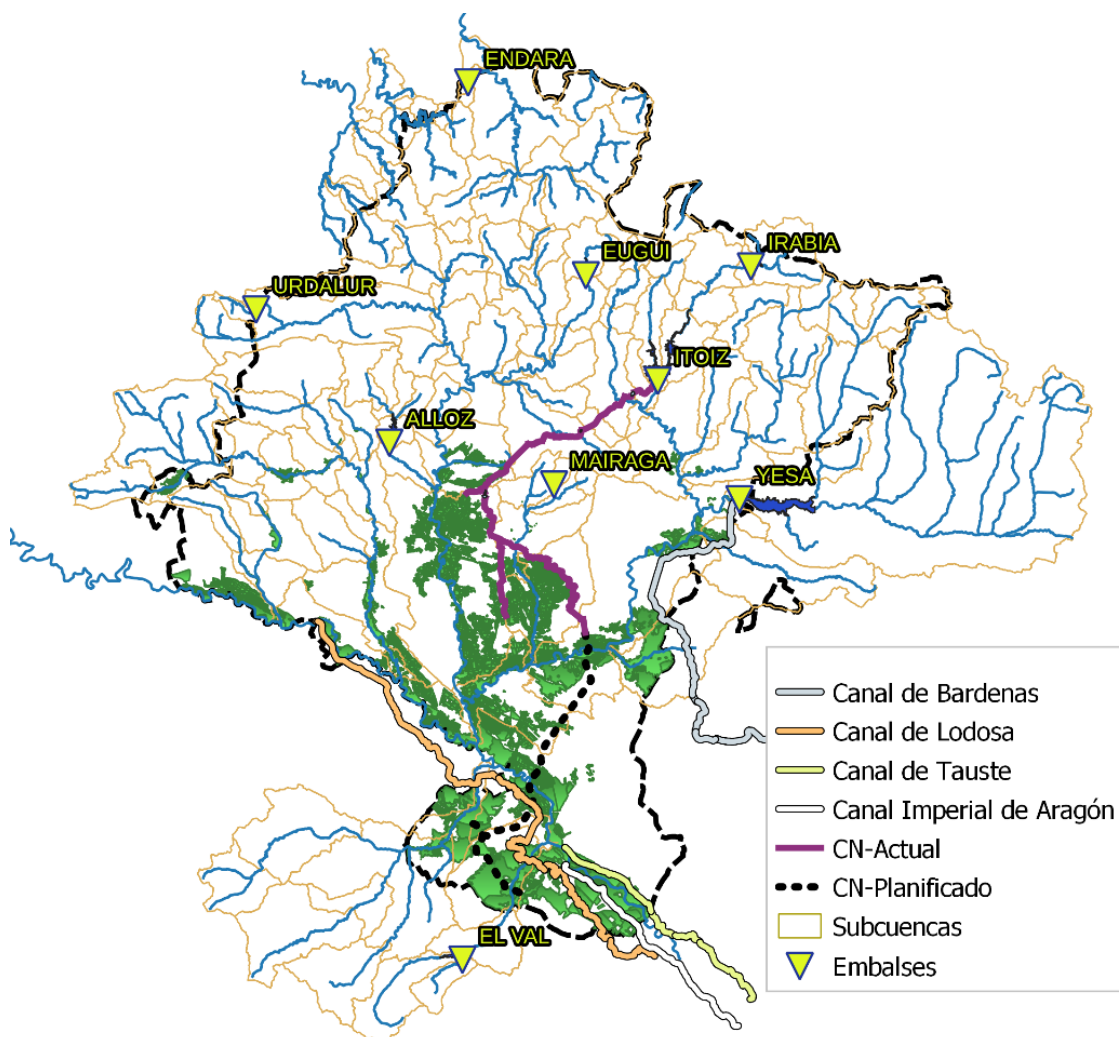 ENDARA
EUGUI
IRABIA
URDALUR
ITOIZ
ALLOZ
MAIRAGA
YESA
EL VAL
Canal de Bardenas
Canal de Lodosa
Canal de Tauste
Canal Imperial de Aragón
CN-Actual
CN-Planificado
Subcuencas
Embalses